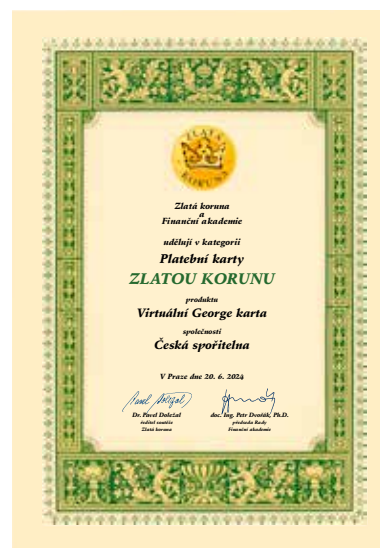 ZLATÁ
KORUNA
Zlatá koruna
a
Finanční akademie
udělují v kategorii
Platební karty
ZLATOU KORUNU
produktu
Virtuální George karta
společnosti
Česká spořitelna
V Praze dne 20. 6. 2024
Pavel Doležal
Dr. Pavel Doležal doc. Ing. Petr Dvořák, Ph.D.
ředitel soutěže předseda Rady
Zlatá koruna Finanční akademie